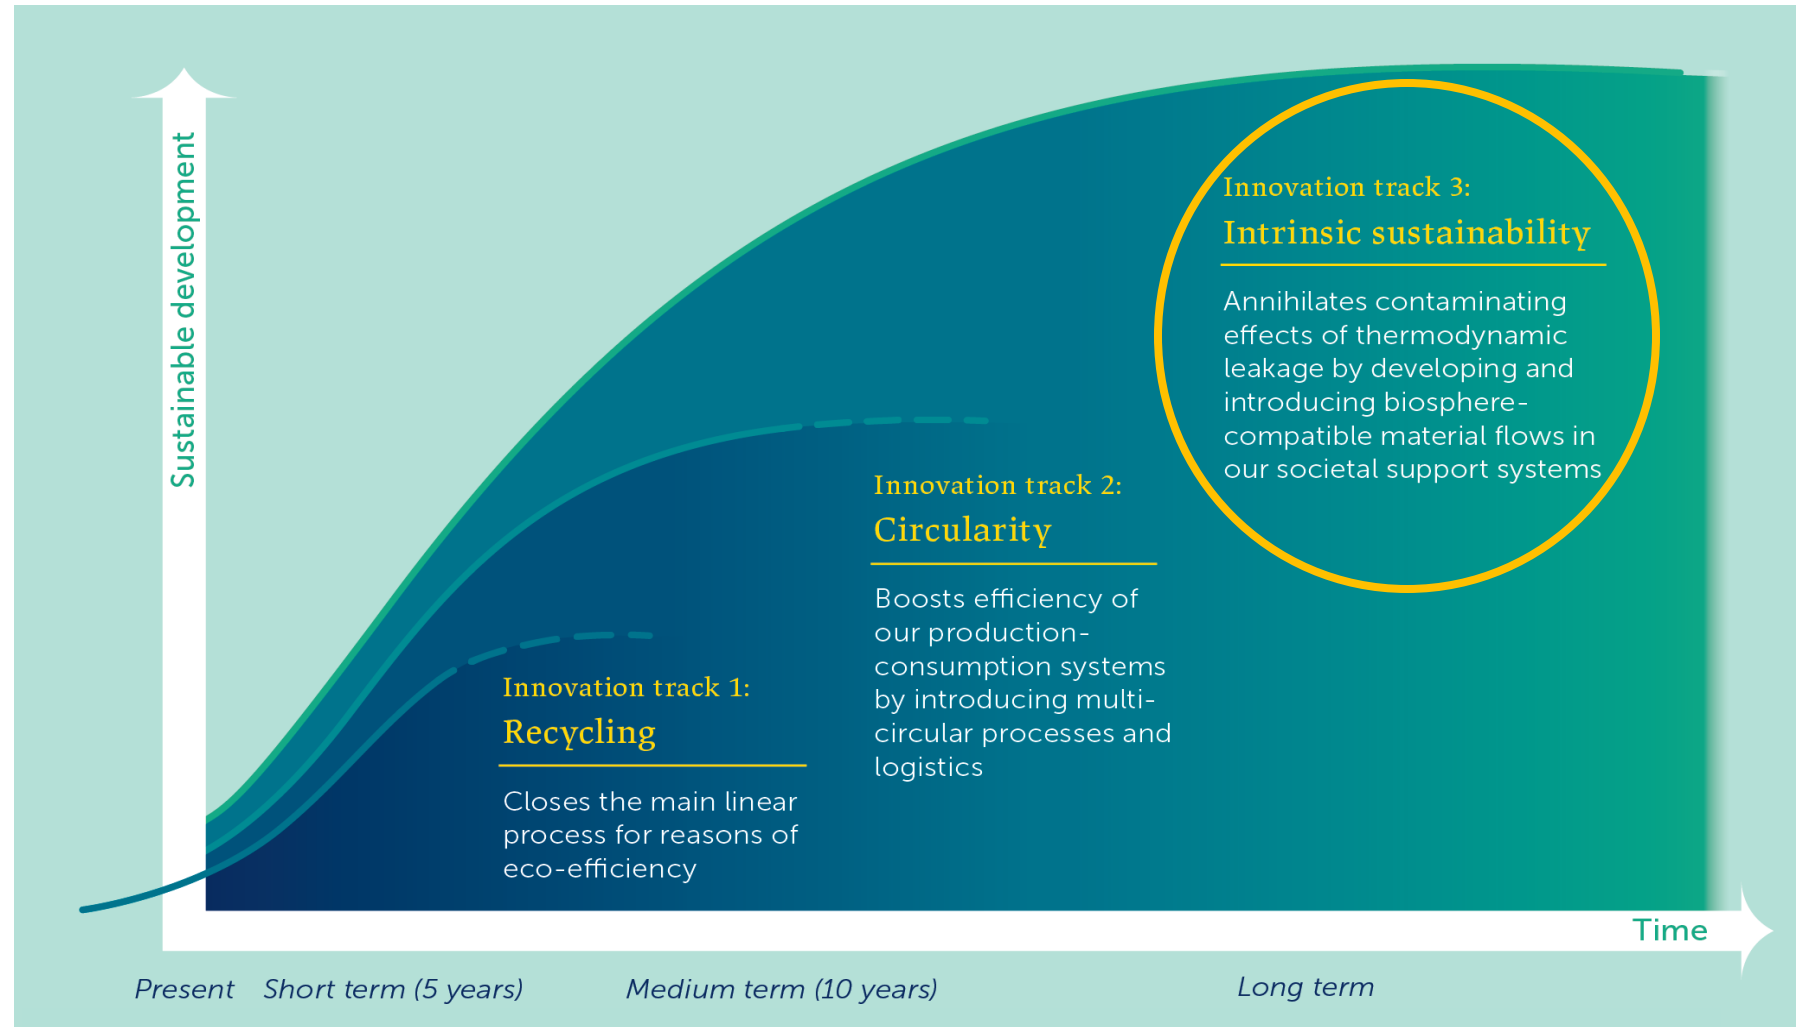 Sustainable development
Innovation track 3:
Intrinsic sustainability
Annihilates contaminating
effects of thermodynamic
leakage by developing and
introducing biosphere-
compatible material flows in
our societal support systems
Innovation track 2:
Circularity
Boosts efficiency of
our production-
consumption systems
by introducing multi-
circular processes and
logistics
Innovation track 1:
Recycling
Closes the main linear
process for reasons of
eco-efficiency
Time
Present
Short term (5 years)
Medium term (10 years)
Long term